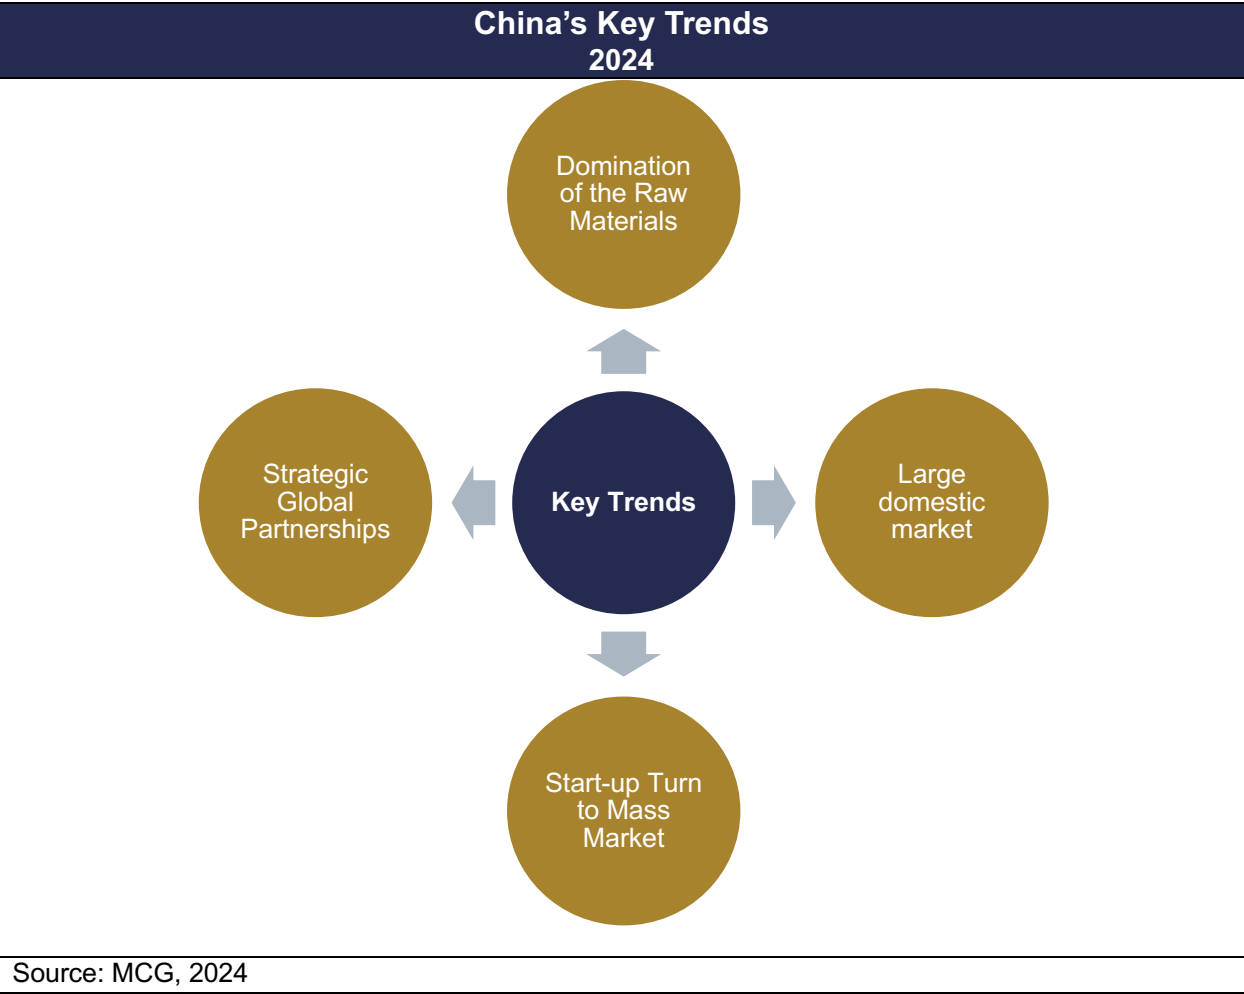 China’s Key Trends
2024
Domination
of the Raw
Materials
Strategic
Global
Partnerships
Key Trends
Large
domestic
market
Start-up Turn
to Mass
Market
Source: MCG, 2024